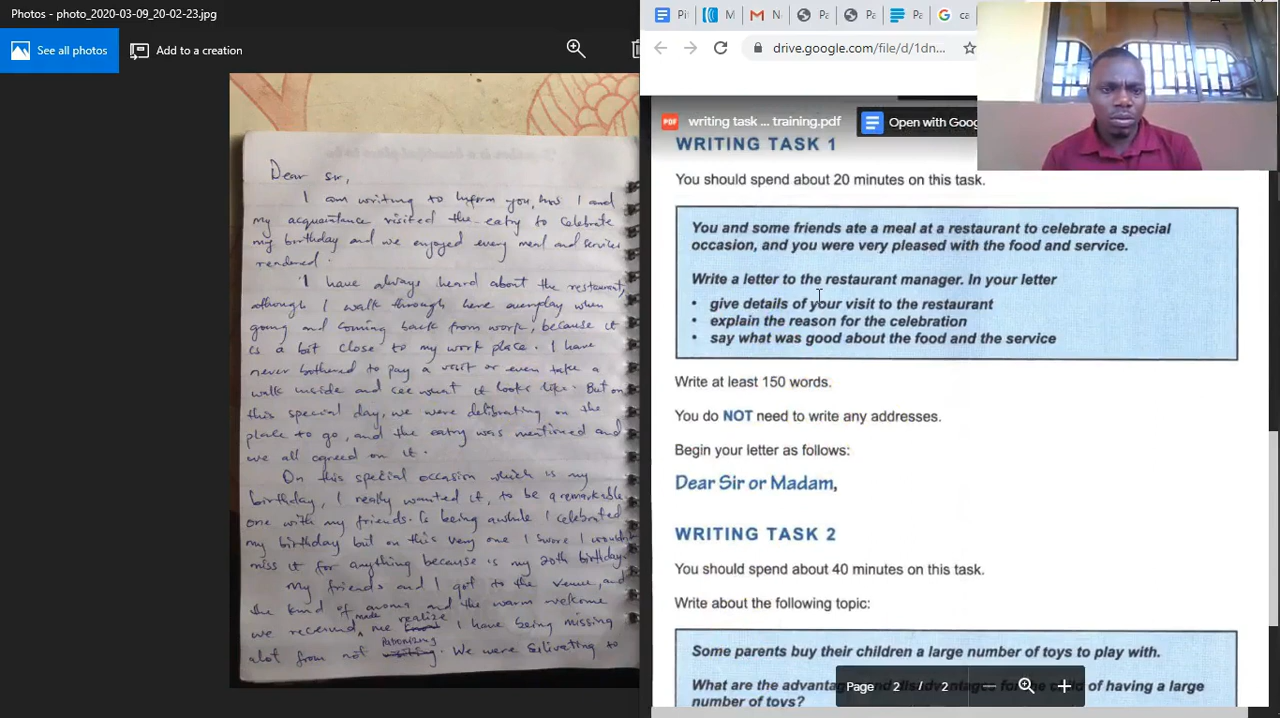 Photos - photo_2020-03-09_20-02-23.jpg
See all photos
Add to a creation
Dear Sir,
I am writing to inform you, how I and
my acquaintance visited the eatry to celebrate
my birthday and we enjoyed every meal and services
rendered.
I have always heard about the restaurant,
although I walk through here everyday when
going and coming back from work, because it
is a bit close to my work place. I have
never bothered to pay a visit or even take a
walk inside and see what it looks like. But on
this special day, we were delibrating on the
place to go, and the eatry was mentioned and
we all agreed on it.
On this special occasion which is my
birthday, I really wanted it, to be a remarkable
one with my friends. Is being awhile I celebrated
my birthday but on this very one I swore I wouldn't
miss it for anything because is my 20th birthday.
My friends and I got to the venue, and
the kind of aroma and the warm welcome
we received, made me realize I have being missing
alot from not patronizing. We were salivating to
drive.google.com/file/d/1dn...
PDF
writing task ... training.pdf
Open with Goog
WRITING TASK 1
You should spend about 20 minutes on this task.
You and some friends ate a meal at a restaurant to celebrate a special
occasion, and you were very pleased with the food and service.
Write a letter to the restaurant manager. In your letter
• give details of your visit to the restaurant
• explain the reason for the celebration
• say what was good about the food and the service
Write at least 150 words.
You do NOT need to write any addresses.
Begin your letter as follows:
Dear Sir or Madam,
WRITING TASK 2
You should spend about 40 minutes on this task.
Write about the following topic:
Some parents buy their children a large number of toys to play with.
What are the advantages and disadvantages for the child of having a large
number of toys?
Page 2 / 2